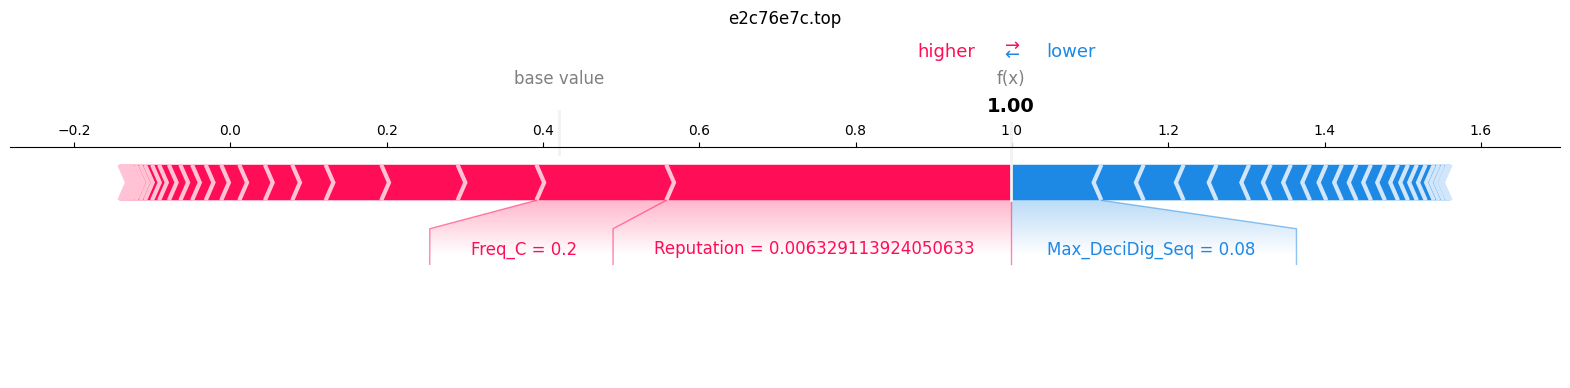 e2c76e7c.top
higher ⇄ lower
base value f(x)
1.00
−0.2 0.0 0.2 0.4 0.6 0.8 1.0 1.2 1.4 1.6
Freq_C = 0.2 Reputation = 0.006329113924050633 Max_DeciDig_Seq = 0.08